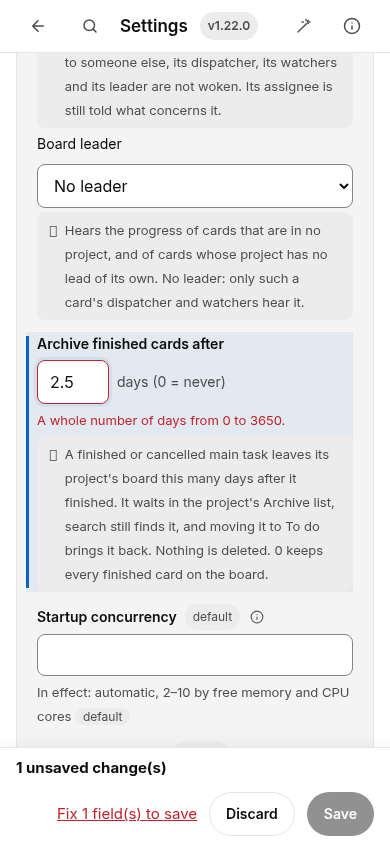 Settings v1.22.0
to someone else, its dispatcher, its watchers
and its leader are not woken. Its assignee is
still told what concerns it.
Board leader
No leader
Hears the progress of cards that are in no
project, and of cards whose project has no
lead of its own. No leader: only such a
card's dispatcher and watchers hear it.
Archive finished cards after
2.5 days (0 = never)
A whole number of days from 0 to 3650.
A finished or cancelled main task leaves its
project's board this many days after it
finished. It waits in the project's Archive list,
search still finds it, and moving it to To do
brings it back. Nothing is deleted. 0 keeps
every finished card on the board.
Startup concurrency default
In effect: automatic, 2–10 by free memory and CPU
cores default
1 unsaved change(s)
Fix 1 field(s) to save Discard Save